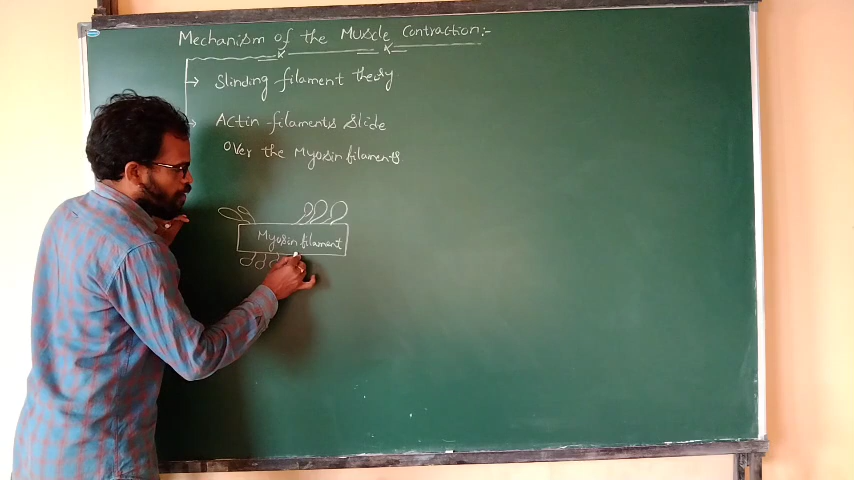 Mechanism of the Muscle Contraction:-
Slinding filament theory
Actin filaments slide
Over the Myosin filaments
Myosin filament